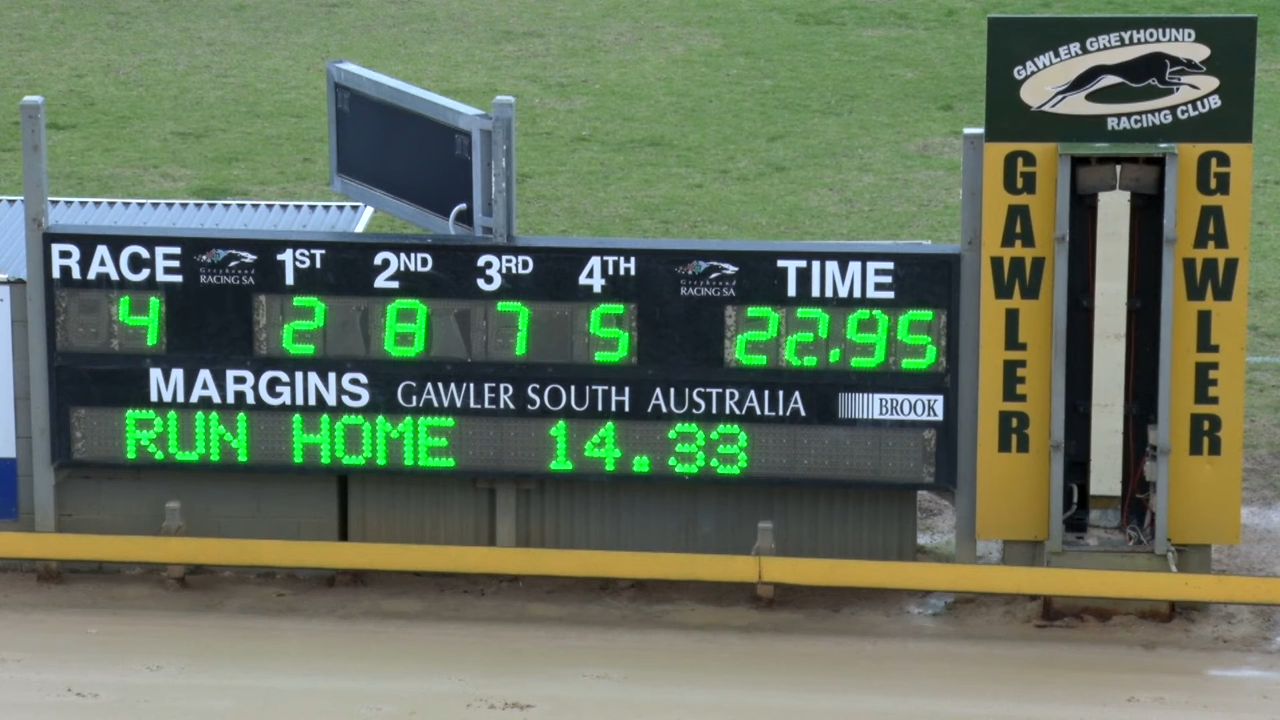 GAWLER GREYHOUND
RACING CLUB
GAWLER
GAWLER
RACE
Greyhound
RACING SA
1ST 2ND 3RD 4TH
Greyhound
RACING SA
TIME
4 2 8 7 5 22.95
MARGINS GAWLER SOUTH AUSTRALIA BROOK
RUN HOME 14.33